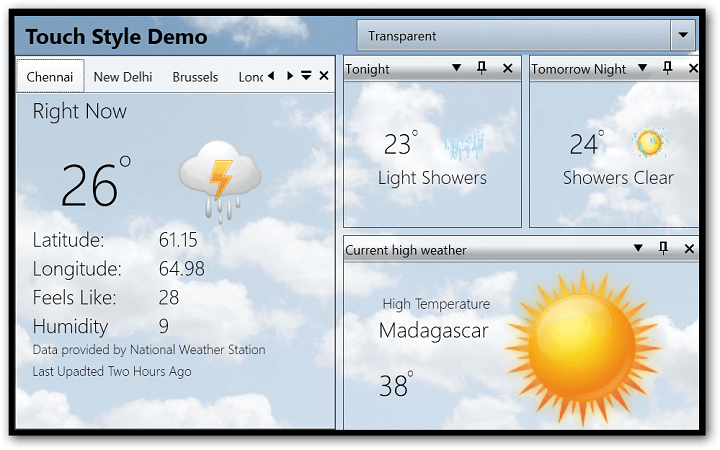 Touch Style Demo
Transparent
Chennai New Delhi Brussels
Right Now
26°
Latitude: 61.15
Longitude: 64.98
Feels Like: 28
Humidity 9
Data provided by National Weather Station
Last Upadted Two Hours Ago
Tonight
23°
Light Showers
Tomorrow Night
24°
Showers Clear
Current high weather
High Temperature
Madagascar
38°